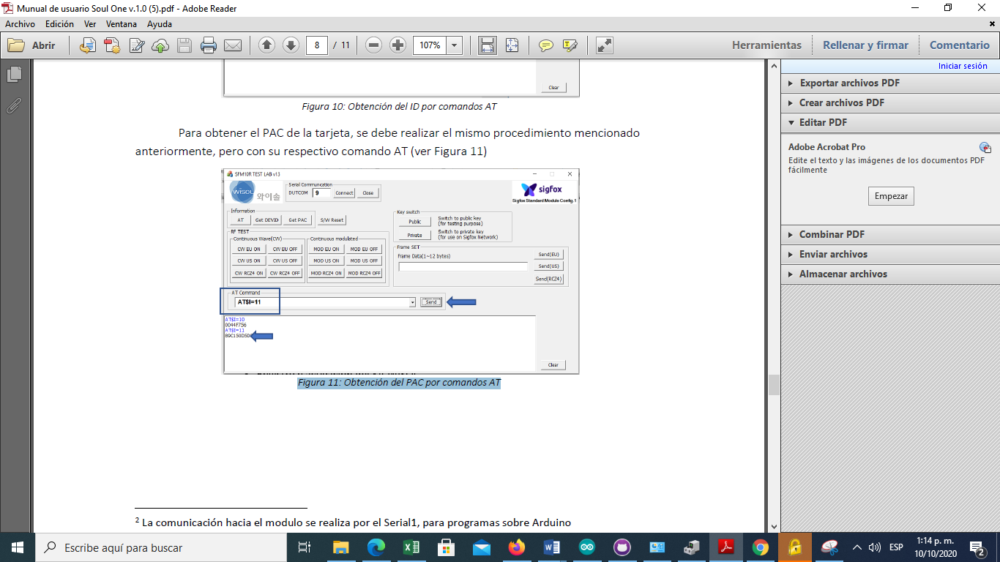 Munual de usuario Soul One v.1.0 (5).pdf - Adobe Reader
Archivo Edición Ver Ventana Ayuda
Abrir 8 / 11 107% Herramientas Rellenar y firmar Comentario
Iniciar sesión
Exportar archivos PDF
Crear archivos PDF
Editar PDF
Adobe Acrobat Pro
Edite el texto y las imágenes de los documentos PDF
fácilmente
Empezar
Combinar PDF
Enviar archivos
Almacenar archivos
Clear
Figura 10: Obtención del ID por comandos AT
Para obtener el PAC de la tarjeta, se debe realizar el mismo procedimiento mencionado
anteriormente, pero con su respectivo comando AT (ver Figura 11)
SFM10R TEST LAB v13
WiSOL 와이솔
Serial Communcation
DUTCOM 9 Connect Close
sigfox
Sigfox Standard Module Config.1
Information
AT Get DEVID Get PAC S/W Reset
RF TEST
Continuous Wave(CW) Continuous modulated
CW EU ON CW EU OFF MOD EU ON MOD EU OFF
CW US ON CW US OFF MOD US ON MOD US OFF
CW RCZ4 ON CW RCZ4 OFF MOD RCZ4 ON MOD RCZ4 OFF
Key switch
Public Switch to public key
(for testing purpose)
Private Switch to private key
(for use on Sigfox Network)
Frame SET
Frame Data(1~12 bytes)
Send(EU)
Send(US)
Send(RCZ4)
AT Command
AT$I=11 Send
AT$I=10
0044F756
AT$I=11
Clear
Figura 11: Obtención del PAC por comandos AT
2 La comunicación hacia el modulo se realiza por el Serial1, para programas sobre Arduino
Escribe aquí para buscar
ESP
1:14 p. m.
10/10/2020
2